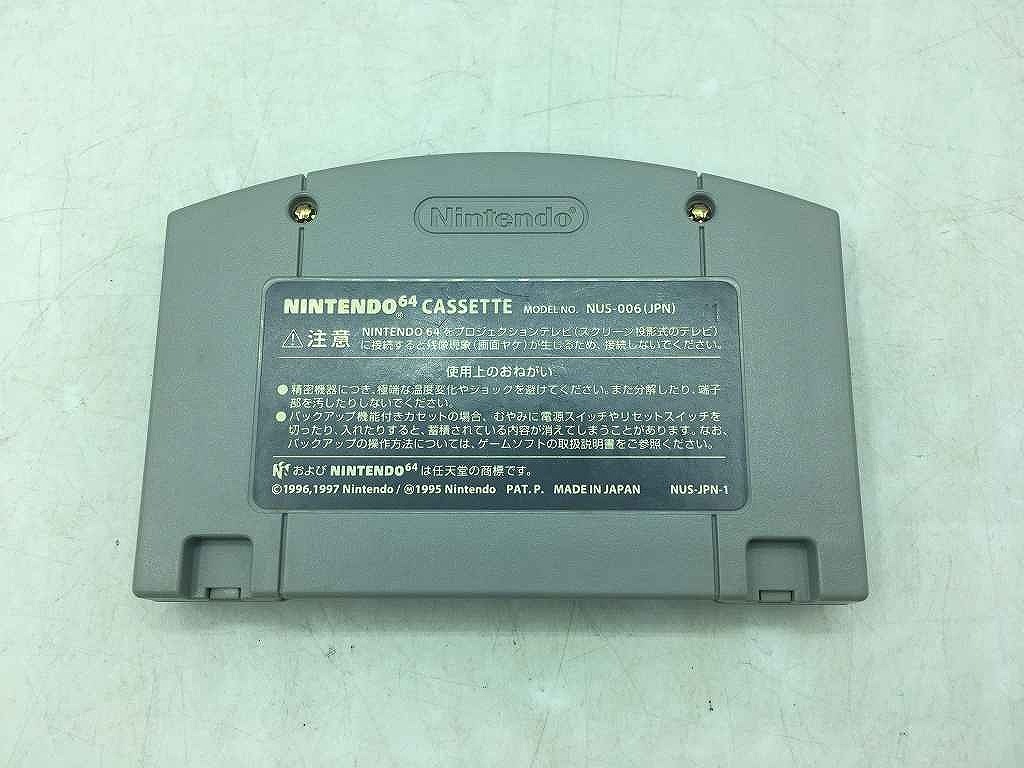 Nintendo®
NINTENDO64® CASSETTE MODEL NO. NUS-006(JPN)
⚠注意 NINTENDO 64をプロジェクションテレビ(スクリーン投影式のテレビ)
に接続すると残像現象(画面ヤケ)が生じるため、接続しないでください。
使用上のおねがい
●精密機器につき、極端な温度変化やショックを避けてください。また分解したり、端子
部を汚したりしないでください。
●バックアップ機能付きカセットの場合、むやみに電源スイッチやリセットスイッチを
切ったり、入れたりすると、蓄積されている内容が消えてしまうことがあります。なお、
バックアップの操作方法については、ゲームソフトの取扱説明書をご参照ください。
および NINTENDO64は任天堂の商標です。
©1996,1997 Nintendo/Ⓜ1995 Nintendo PAT. P. MADE IN JAPAN NUS-JPN-1